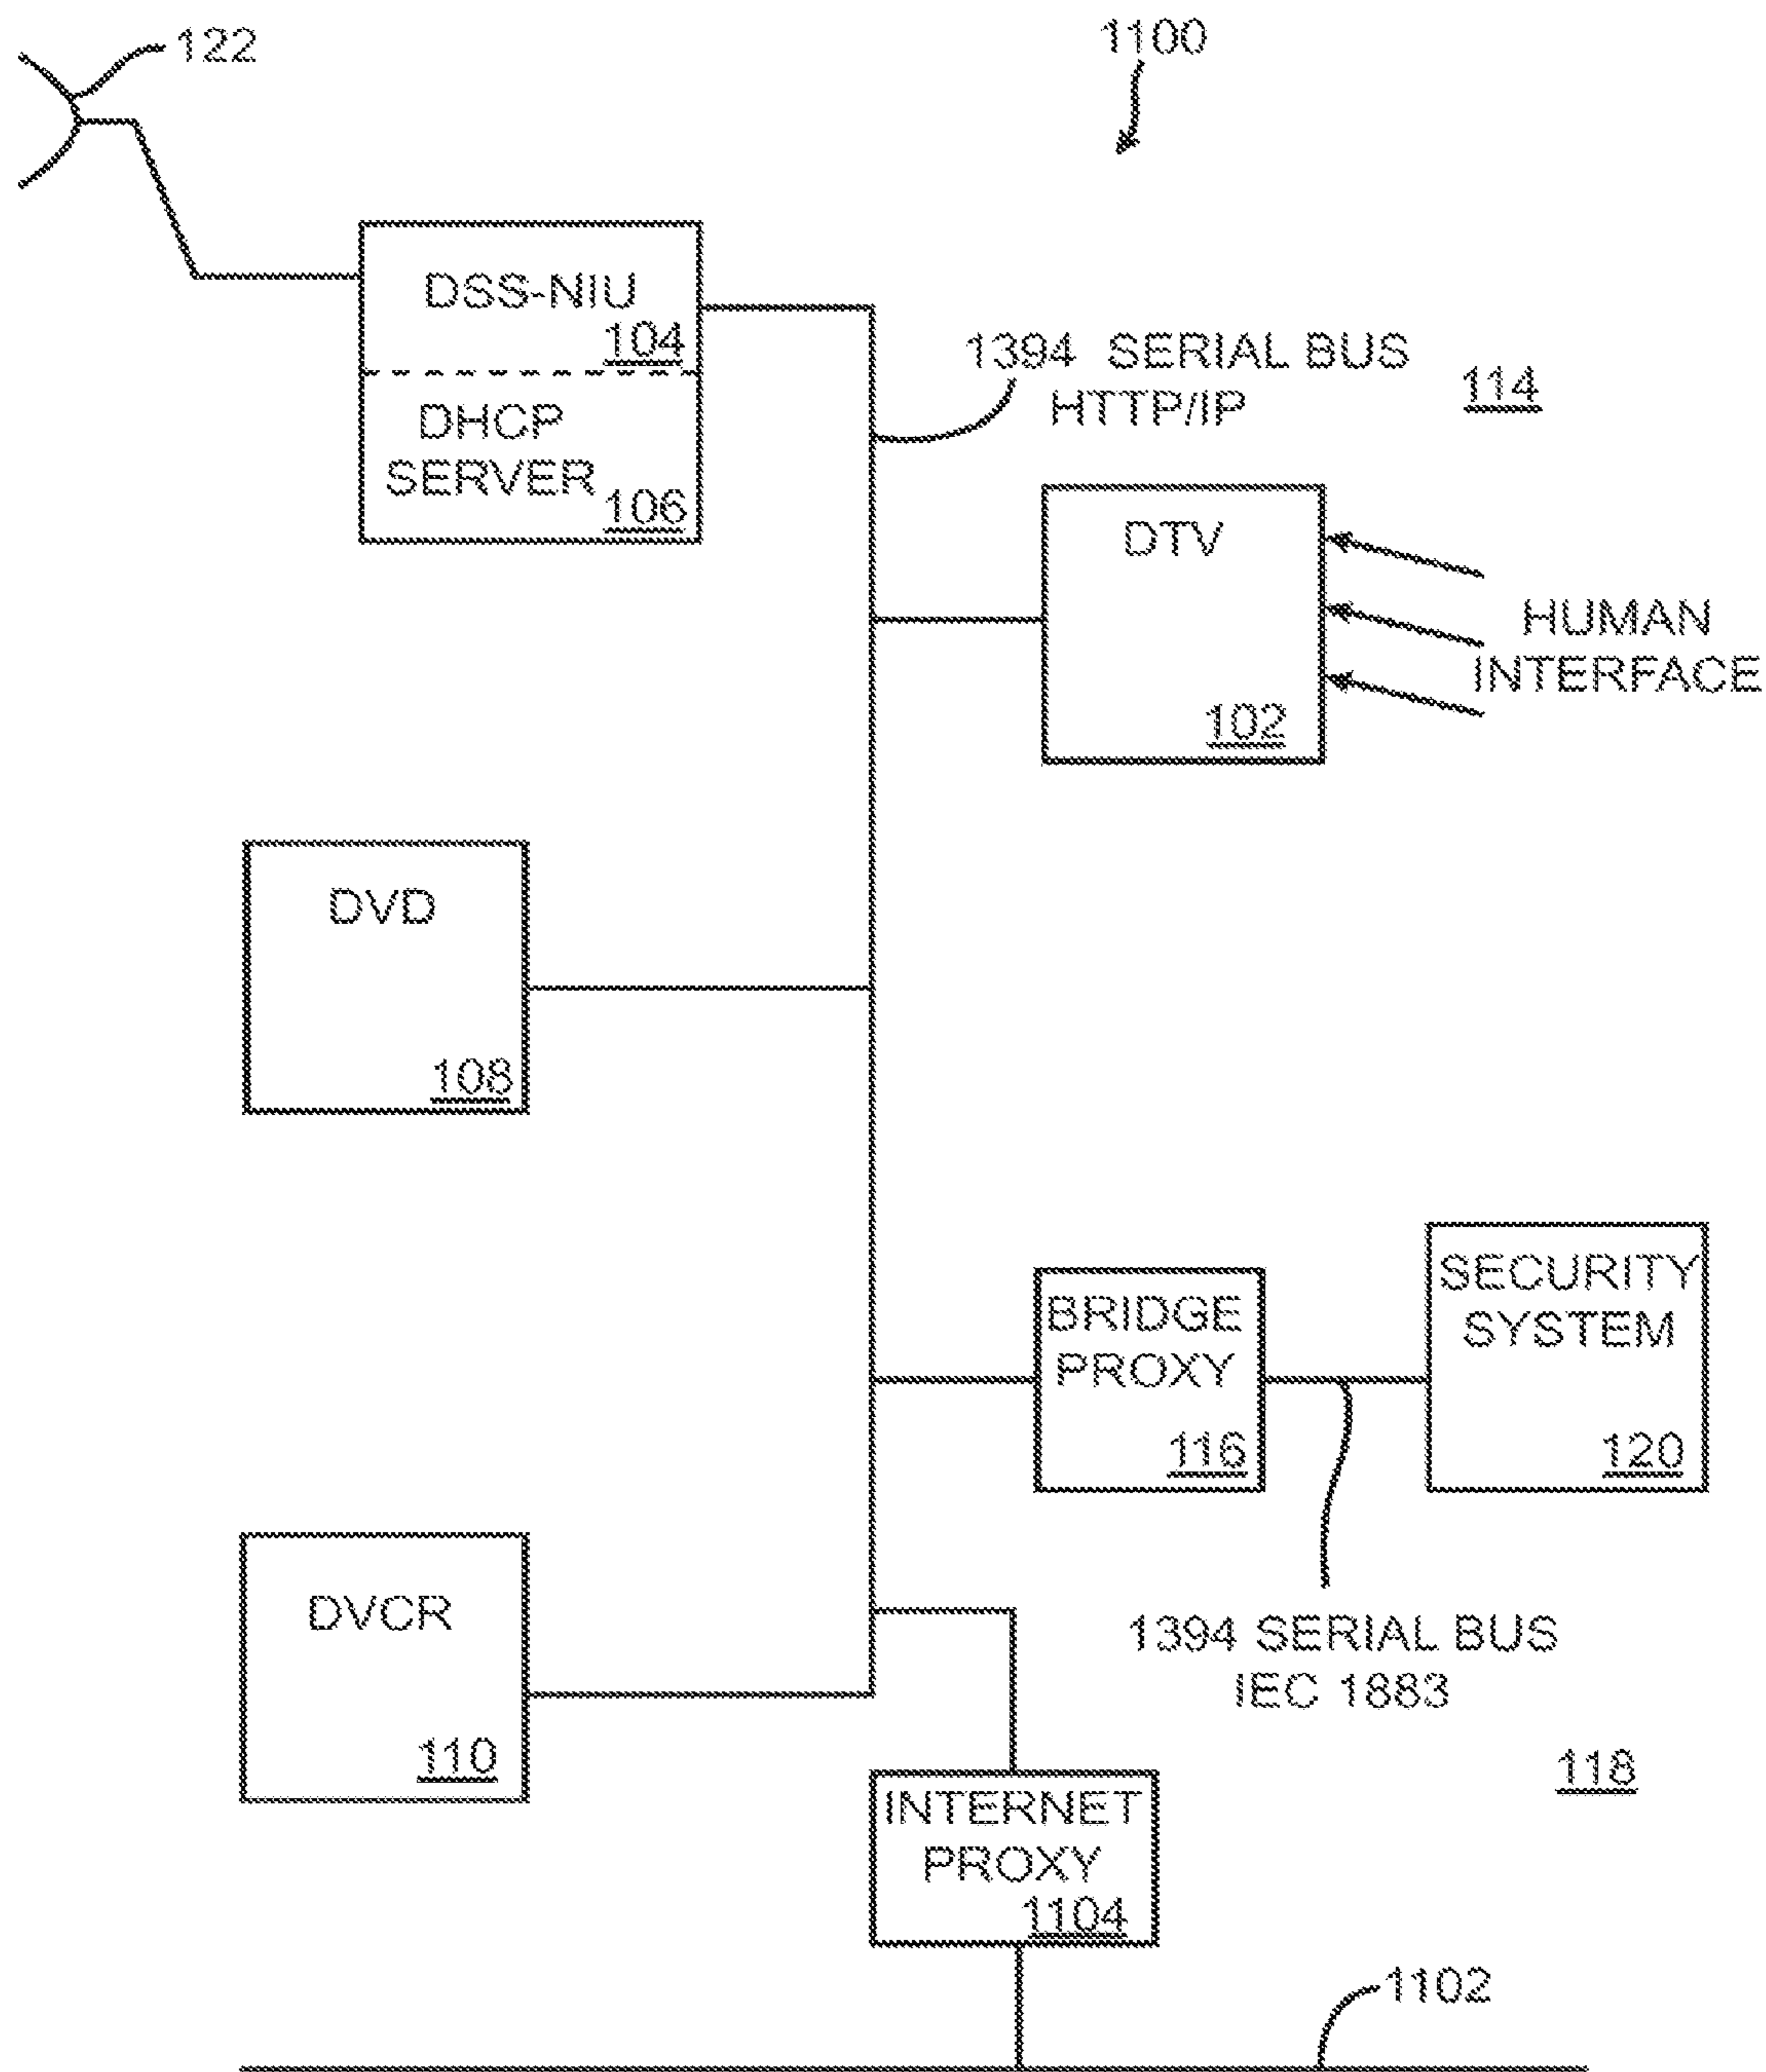 122
1100
DSS-NIU
104
DHCP
SERVER
106
1394 SERIAL BUS
HTTP/IP
114
DTV
102
HUMAN
INTERFACE
DVD
108
BRIDGE
PROXY
116
SECURITY
SYSTEM
120
1394 SERIAL BUS
IEC 1883
118
DVCR
110
INTERNET
PROXY
1104
1102